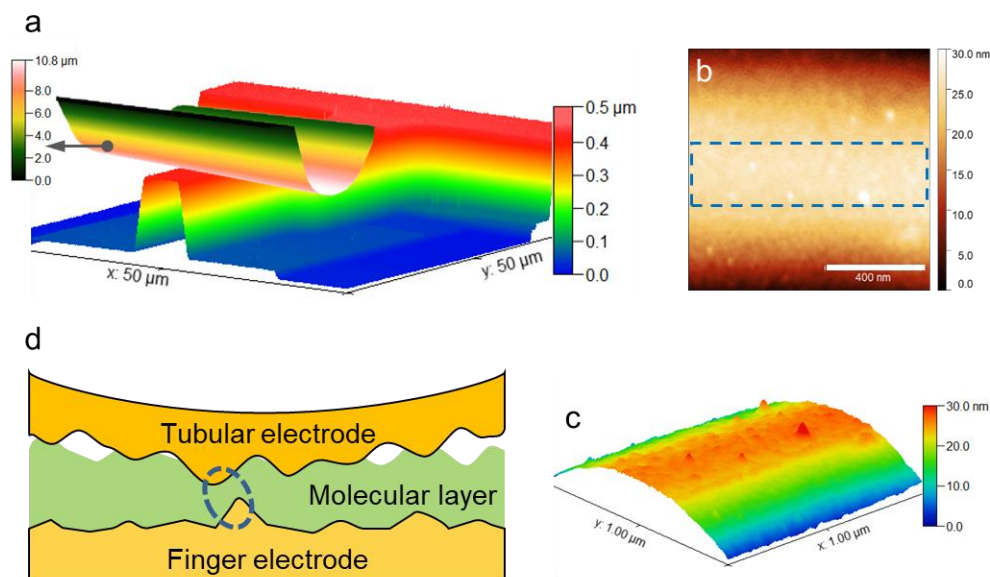 a
10.8 µm
8.0
6.0
4.0
2.0
0.0
0.5 µm
0.4
0.3
0.2
0.1
0.0
x: 50 µm
y: 50 µm
b
400 nm
30.0 nm
25.0
20.0
15.0
10.0
5.0
0.0
d
Tubular electrode
Molecular layer
Finger electrode
c
30.0 nm
20.0
10.0
0.0
y: 1.00 µm
x: 1.00 µm